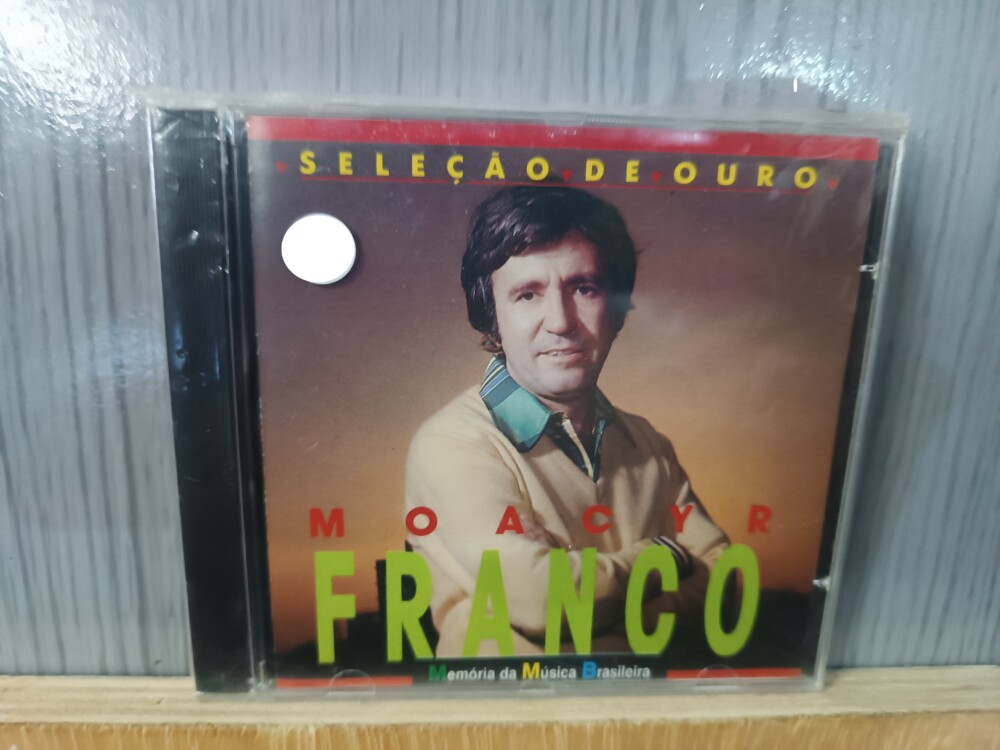 SELEÇÃO DE OURO
MOACYR
FRANCO
Memória da Música Brasileira